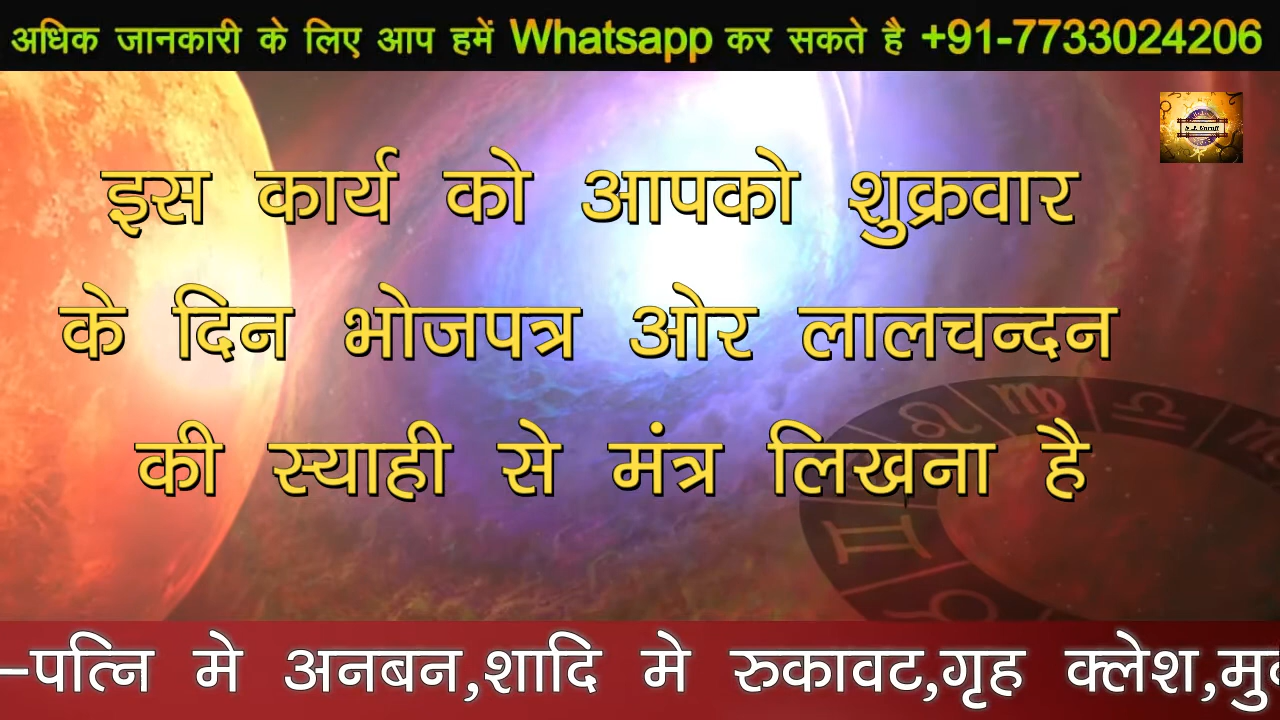 अधिक जानकारी के लिए आप हमें Whatsapp कर सकते है +91-7733024206
इस कार्य को आपको शुक्रवार
के दिन भोजपत्र ओर लालचन्दन
की स्याही से मंत्र लिखना है
–पत्नि मे अनबन,शादि मे रुकावट,गृह क्लेश,